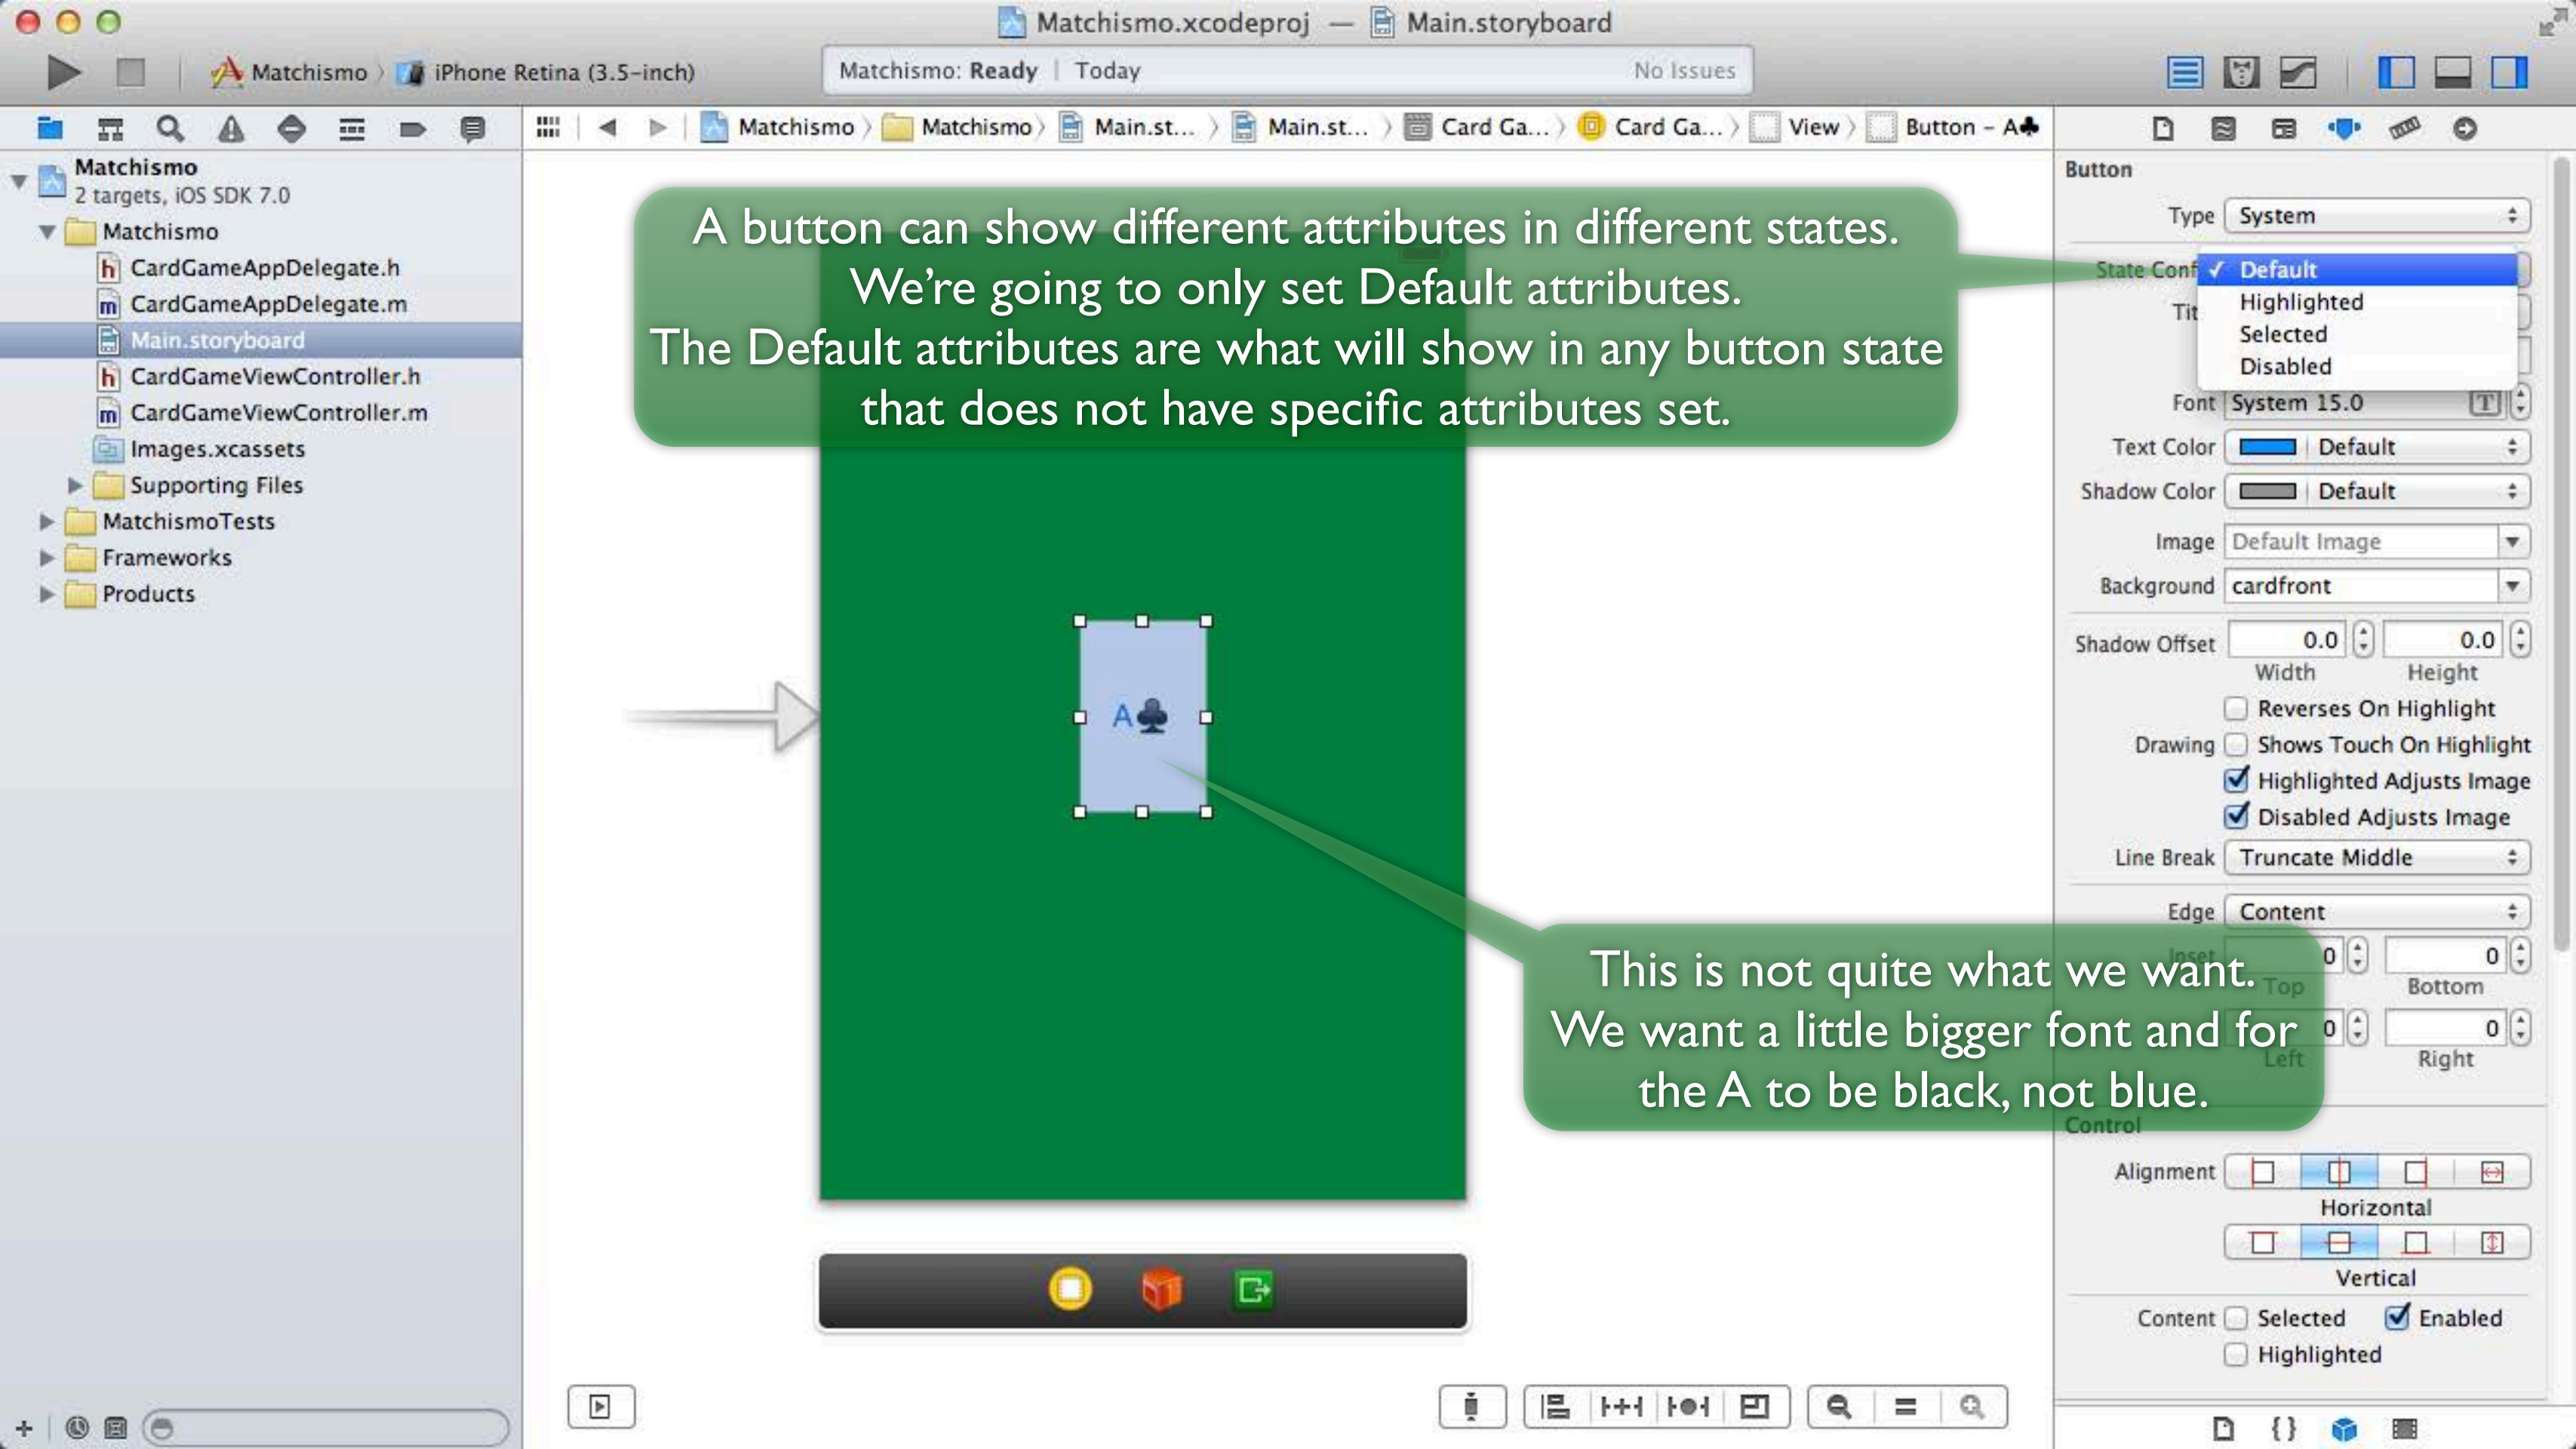 Matchismo.xcodeproj — Main.storyboard
Matchismo 〉 iPhone Retina (3.5-inch)
Matchismo: Ready | Today
No Issues
Matchismo 〉 Matchismo 〉 Main.st... 〉 Main.st... 〉 Card Ga... 〉 Card Ga... 〉 View 〉 Button – A♣
Matchismo
2 targets, iOS SDK 7.0
Matchismo
h CardGameAppDelegate.h
m CardGameAppDelegate.m
Main.storyboard
h CardGameViewController.h
m CardGameViewController.m
Images.xcassets
Supporting Files
MatchismoTests
Frameworks
Products
A button can show different attributes in different states.
We're going to only set Default attributes.
The Default attributes are what will show in any button state
that does not have specific attributes set.
A♣
This is not quite what we want.
We want a little bigger font and for
the A to be black, not blue.
Button
Type System
State Conf ✓ Default
Highlighted
Tit
Selected
Disabled
Font System 15.0 T
Text Color Default
Shadow Color Default
Image Default Image
Background cardfront
Shadow Offset 0.0 0.0
Width Height
Reverses On Highlight
Drawing Shows Touch On Highlight
Highlighted Adjusts Image
Disabled Adjusts Image
Line Break Truncate Middle
Edge Content
Inset 0 0
Top Bottom
0 0
Left Right
Control
Alignment
Horizontal
Vertical
Content Selected Enabled
Highlighted